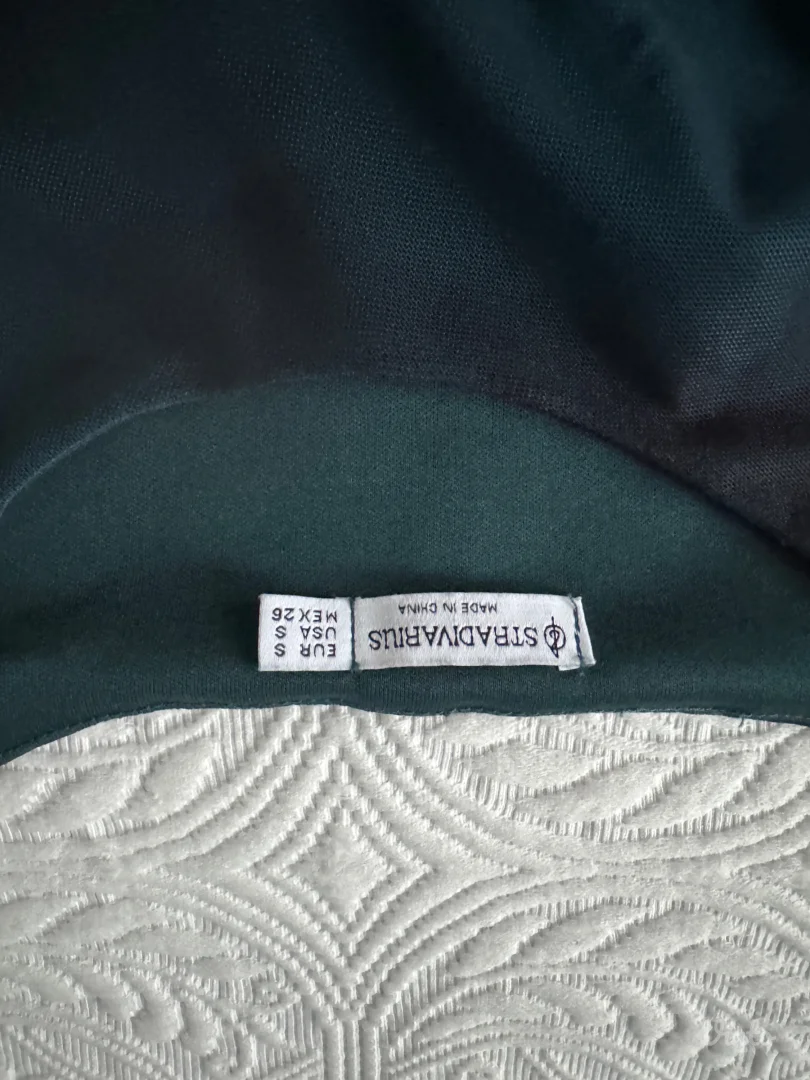 STRADIVARIUS
MADE IN CHINA
EUR S
USA S
MEX 26